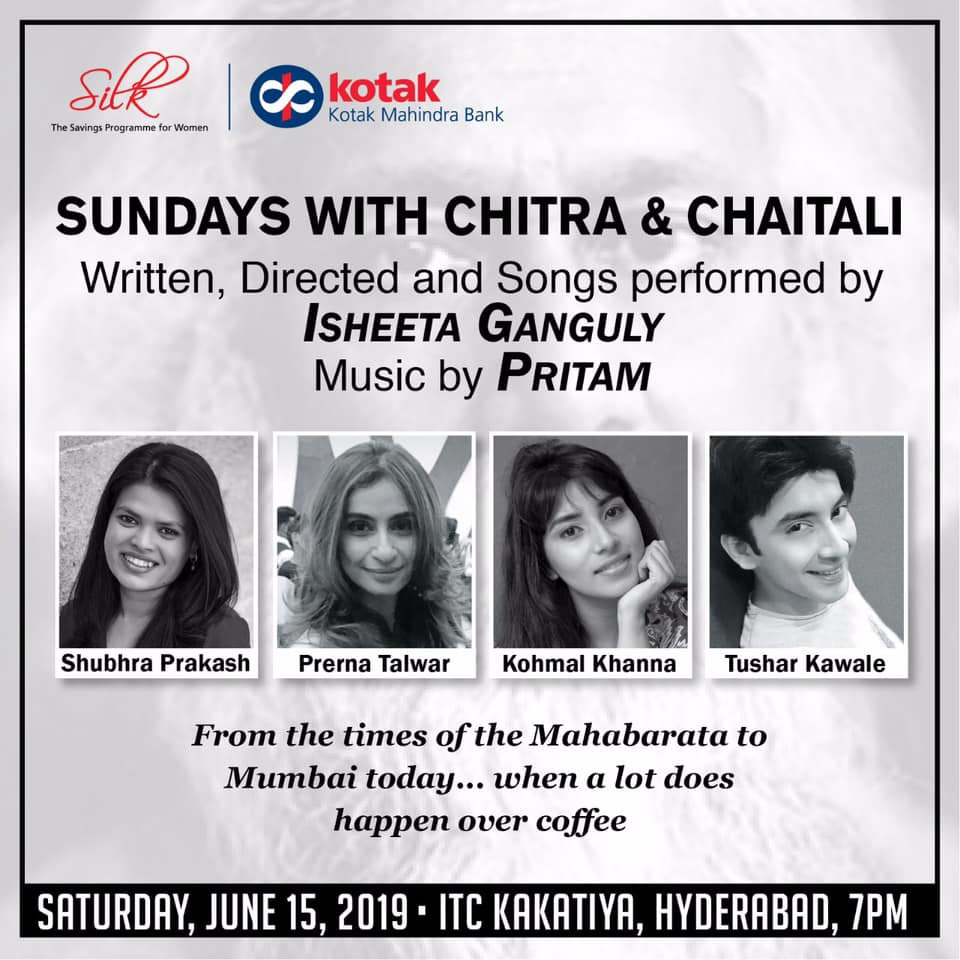 Silk
The Savings Programme for Women
kotak
Kotak Mahindra Bank
SUNDAYS WITH CHITRA & CHAITALI
Written, Directed and Songs performed by
ISHEETA GANGULY
Music by PRITAM
Shubhra Prakash
Prerna Talwar
Kohmal Khanna
Tushar Kawale
From the times of the Mahabarata to
Mumbai today... when a lot does
happen over coffee
SATURDAY, JUNE 15, 2019 • ITC KAKATIYA, HYDERABAD, 7PM